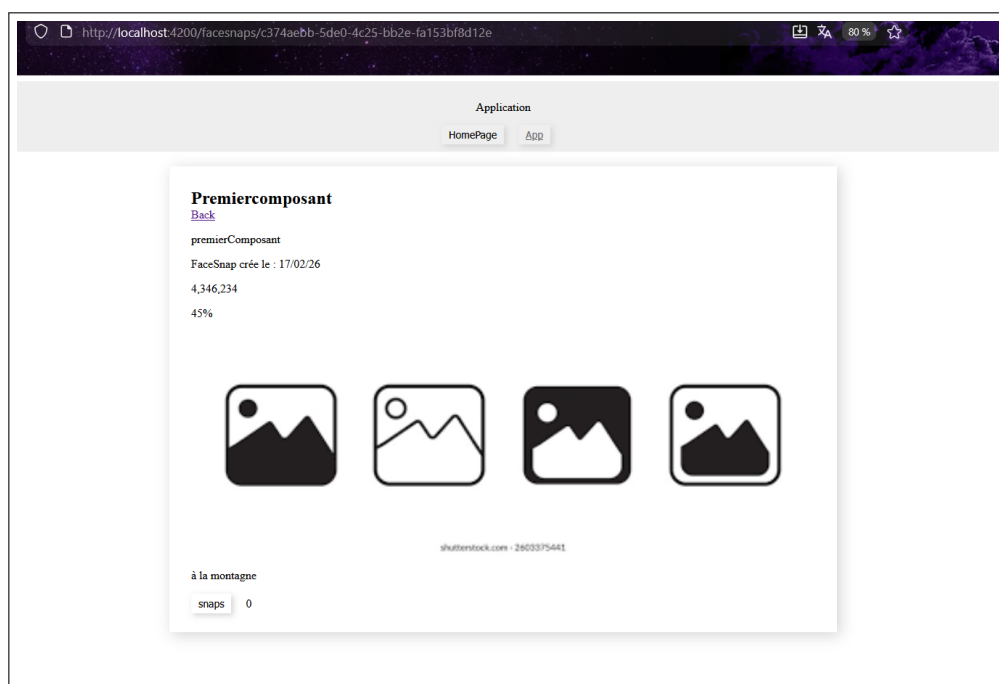 http://localhost:4200/facesnaps/c374aebb-5de0-4c25-bb2e-fa153bf8d12e 80 %
Application
HomePage App
Premiercomposant
Back
premierComposant
FaceSnap crée le : 17/02/26
4,346,234
45%
shutterstock.com · 2603375441
à la montagne
snaps 0